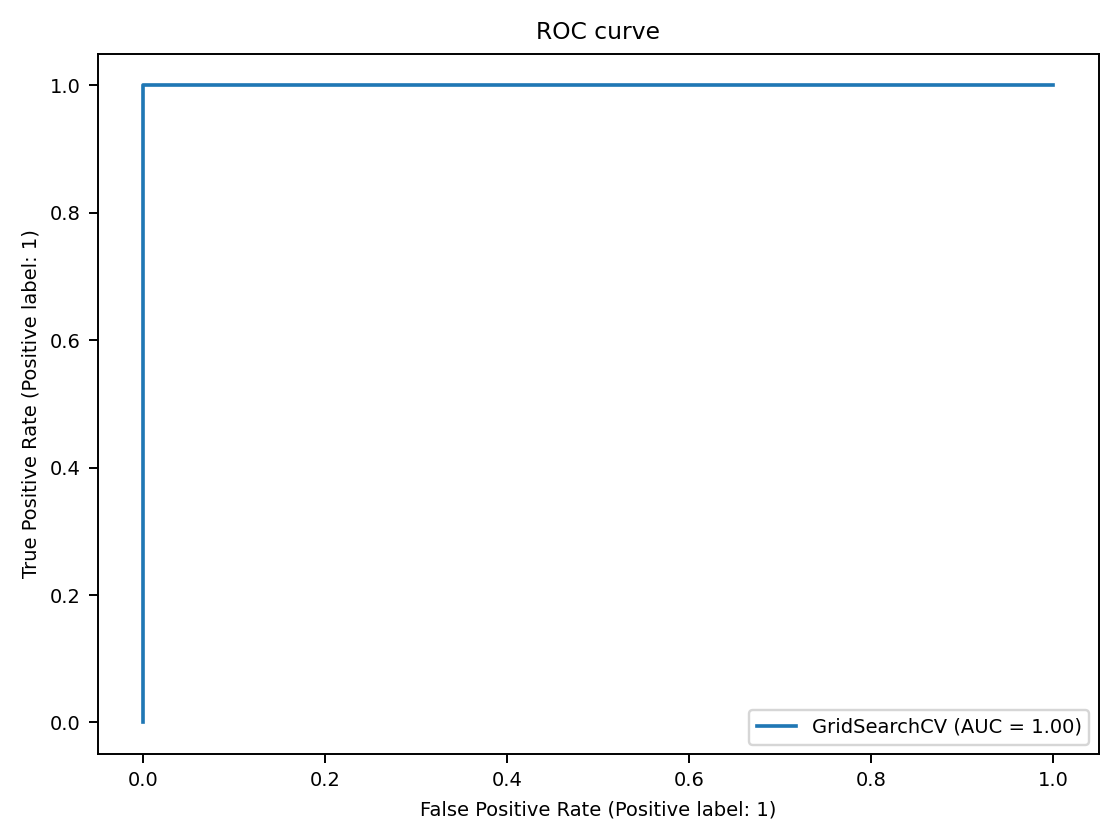 ROC curve
True Positive Rate (Positive label: 1)
1.0
0.8
0.6
0.4
0.2
0.0
GridSearchCV (AUC = 1.00)
0.0 0.2 0.4 0.6 0.8 1.0
False Positive Rate (Positive label: 1)